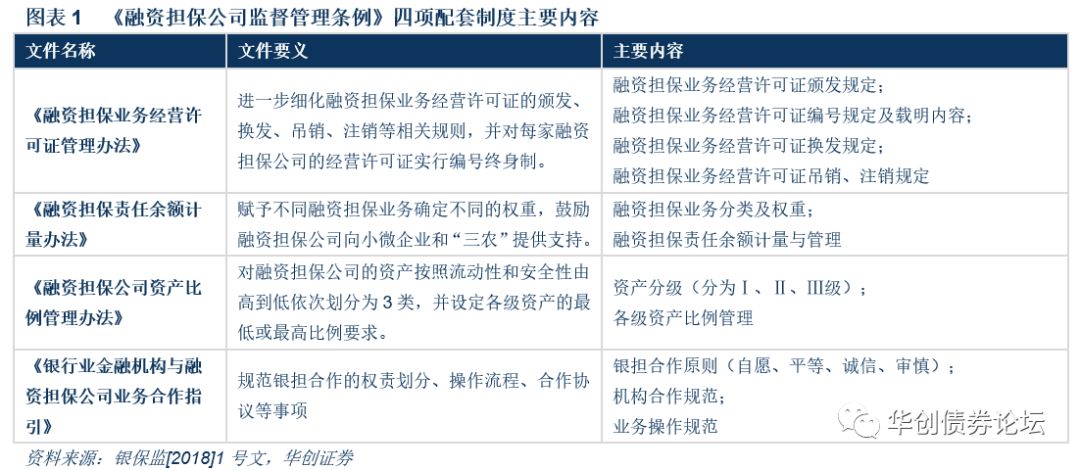 图表 1 《融资担保公司监督管理条例》四项配套制度主要内容
文件名称
文件要义
主要内容
《融资担保业务经营许
可证管理办法》
进一步细化融资担保业务经营许可证的颁发、
换发、吊销、注销等相关规则，并对每家融资
担保公司的经营许可证实行编号终身制。
融资担保业务经营许可证颁发规定；
融资担保业务经营许可证编号规定及载明内容；
融资担保业务经营许可证换发规定；
融资担保业务经营许可证吊销、注销规定
《融资担保责任余额计
量办法》
赋予不同融资担保业务确定不同的权重，鼓励
融资担保公司向小微企业和“三农”提供支持。
融资担保业务分类及权重；
融资担保责任余额计量与管理
《融资担保公司资产比
例管理办法》
对融资担保公司的资产按照流动性和安全性由
高到低依次划分为 3 类，并设定各级资产的最
低或最高比例要求。
资产分级（分为Ⅰ、Ⅱ、Ⅲ级）；
各级资产比例管理
《银行业金融机构与融
资担保公司业务合作指
引》
规范银担合作的权责划分、操作流程、合作协
议等事项
银担合作原则（自愿、平等、诚信、审慎）；
机构合作规范；
业务操作规范
华创债券论坛
资料来源：银保监[2018]1 号文，华创证券